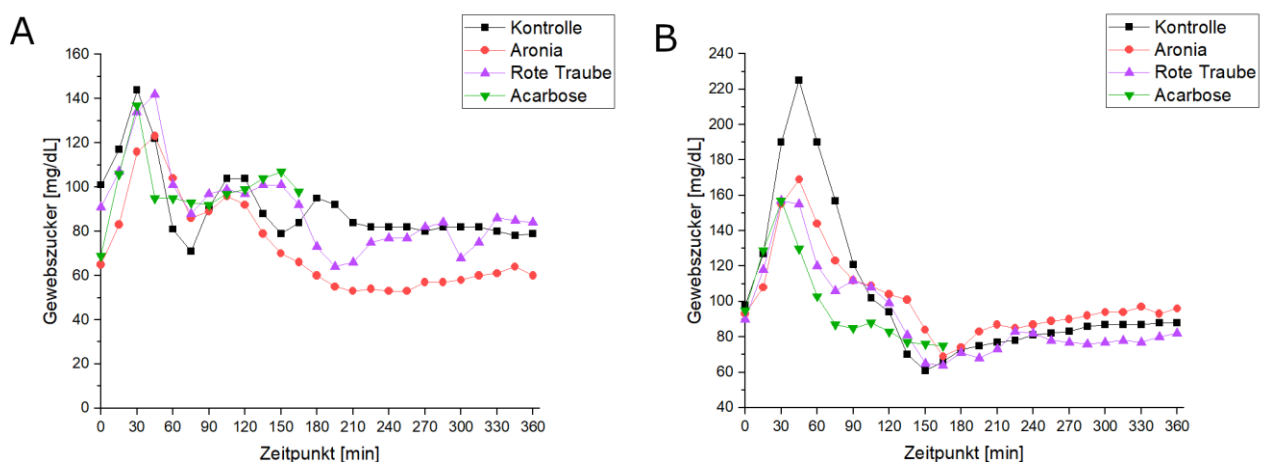 A
Kontrolle
Aronia
Rote Traube
Acarbose
Gewebszucker [mg/dL]
160
140
120
100
80
60
40
20
0
0 30 60 90 120 150 180 210 240 270 300 330 360
Zeitpunkt [min]
B
Kontrolle
Aronia
Rote Traube
Acarbose
Gewebszucker [mg/dL]
240
220
200
180
160
140
120
100
80
60
40
0 30 60 90 120 150 180 210 240 270 300 330 360
Zeitpunkt [min]